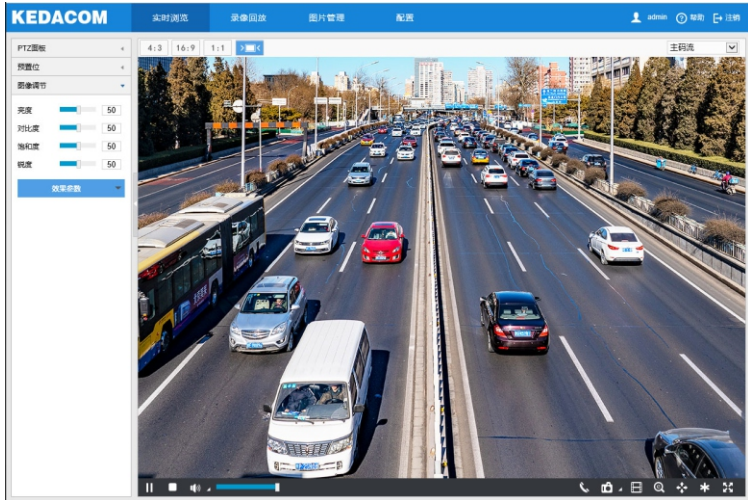 KEDACOM 实时浏览 录像回放 图片管理 配置 admin ? 帮助 注销
PTZ面板
预置位
图像调节
亮度 50
对比度 50
饱和度 50
锐度 50
效果参数
4:3 16:9 1:1
主码流